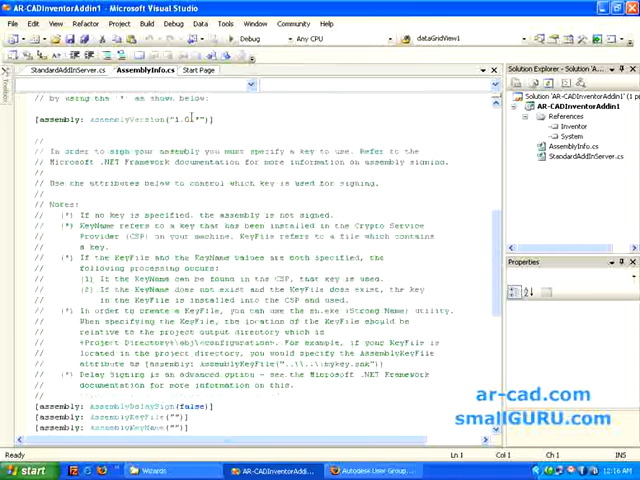 AR-CADInventorAddin1 - Microsoft Visual Studio
File Edit View Refactor Project Build Debug Data Tools Window Community Help
Debug Any CPU dataGridView1
StandardAddInServer.cs AssemblyInfo.cs Start Page
Toolbox
// by using the '*' as shown below:
[assembly: AssemblyVersion("1.0.*")]
//
// In order to sign your assembly you must specify a key to use. Refer to the
// Microsoft .NET Framework documentation for more information on assembly signing.
//
// Use the attributes below to control which key is used for signing.
//
// Notes:
// (*) If no key is specified, the assembly is not signed.
// (*) KeyName refers to a key that has been installed in the Crypto Service
// Provider (CSP) on your machine. KeyFile refers to a file which contains
// a key.
// (*) If the KeyFile and the KeyName values are both specified, the
// following processing occurs:
// (1) If the KeyName can be found in the CSP, that key is used.
// (2) If the KeyName does not exist and the KeyFile does exist, the key
// in the KeyFile is installed into the CSP and used.
// (*) In order to create a KeyFile, you can use the sn.exe (Strong Name) utility.
// When specifying the KeyFile, the location of the KeyFile should be
// relative to the project output directory which is
// %Project Directory%\obj\<configuration>. For example, if your KeyFile is
// located in the project directory, you would specify the AssemblyKeyFile
// attribute as [assembly: AssemblyKeyFile("..\\..\\mykey.snk")]
// (*) Delay Signing is an advanced option - see the Microsoft .NET Framework
// documentation for more information on this.
[assembly: AssemblyDelaySign(false)]
[assembly: AssemblyKeyFile("")]
[assembly: AssemblyKeyName("")]
Solution Explorer - AR-CADInventorAddin1
Solution 'AR-CADInventorAddin1'
AR-CADInventorAddin1
References
Inventor
System
AssemblyInfo.cs
StandardAddInServer.cs
Properties
ar-cad.com
smallGURU.com
Ready Ln 1 Col 1 Ch 1
start Wizards AR-CADInventorAddin1... Autodesk User Group... 12:16 AM